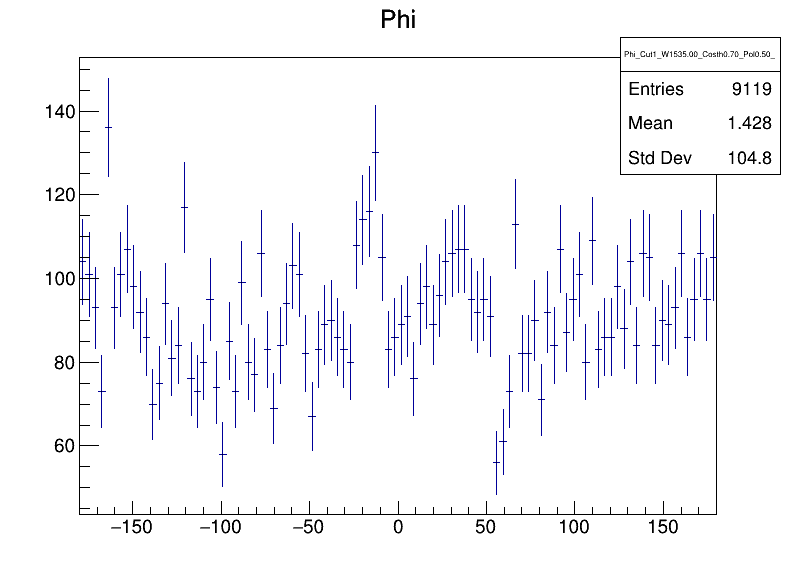 Phi
Phi_Cut1_W1535.00_Costh0.70_Pol0.50_
Entries 9119
Mean 1.428
Std Dev 104.8
140
120
100
80
60
−150 −100 −50 0 50 100 150